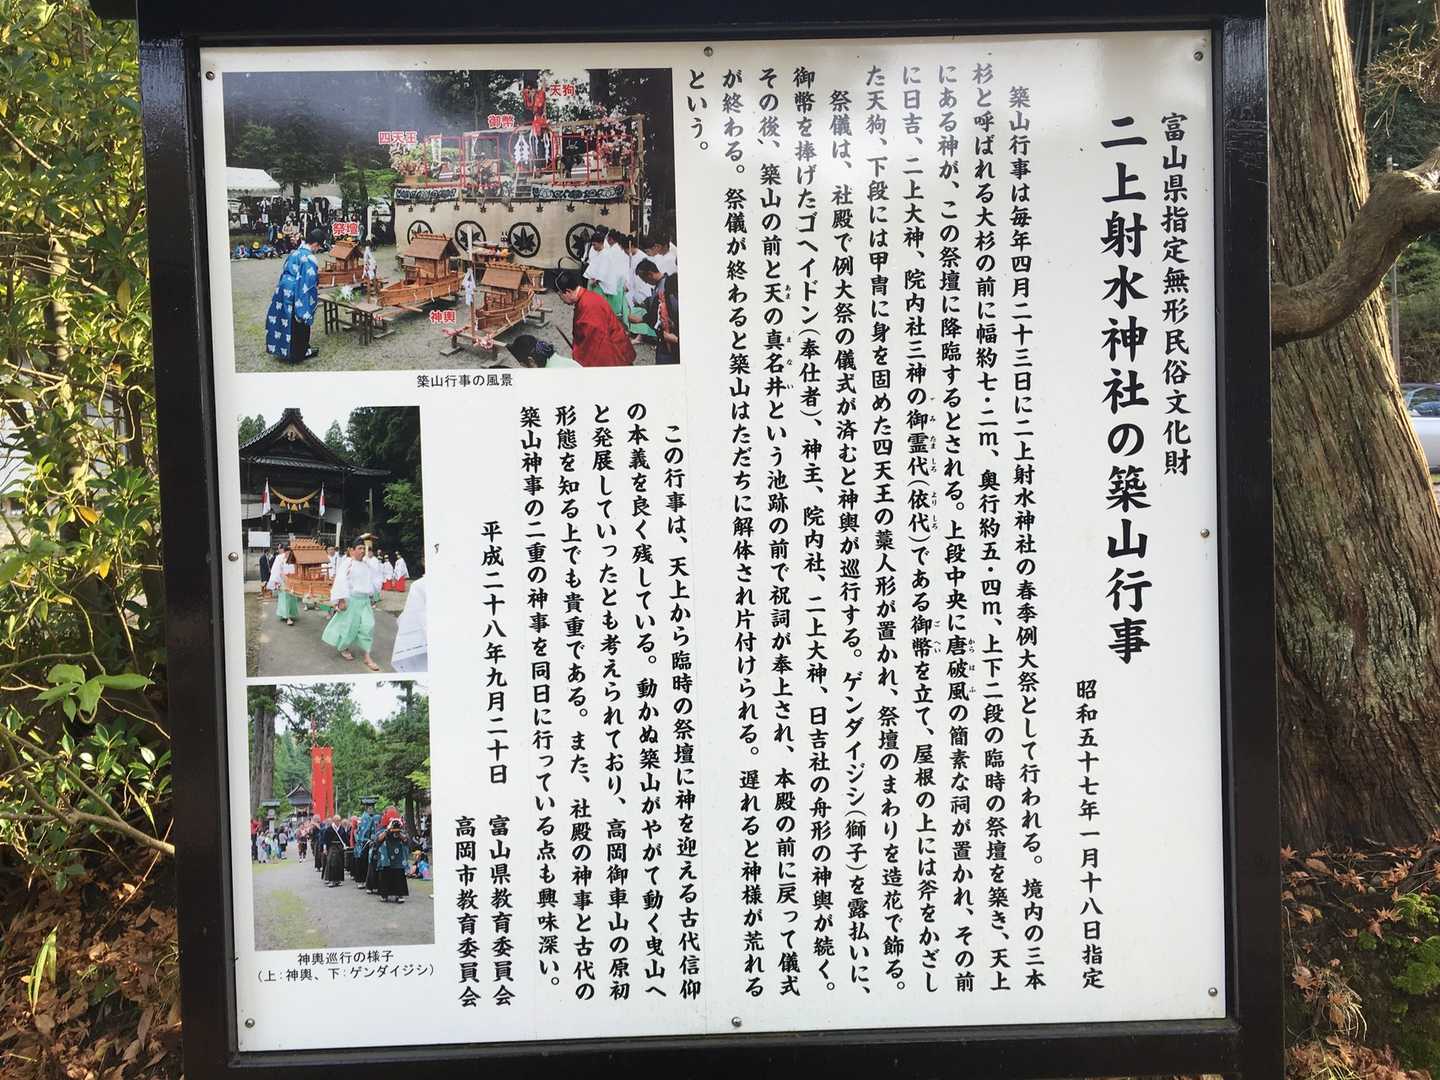 富山県指定無形民俗文化財
二上射水神社の築山行事
昭和五十七年一月十八日指定
築山行事は毎年四月二十三日に二上射水神社の春季例大祭として行われる。境内の三本
杉と呼ばれる大杉の前に幅約七・二m、奥行約五・四m、上下二段の臨時の祭壇を築き、天上
にある神が、この祭壇に降臨するとされる。上段中央に唐破風の簡素な祠が置かれ、その前
に日吉、二上大神、院内社三神の御霊代(依代)である御幣を立て、屋根の上には斧をかざし
た天狗、下段には甲冑に身を固めた四天王の藁人形が置かれ、祭壇のまわりを造花で飾る。
祭儀は、社殿で例大祭の儀式が済むと神輿が巡行する。ゲンダイジシ(獅子)を露払いに、
御幣を捧げたゴヘイドン(奉仕者)、神主、院内社、二上大神、日吉社の舟形の神輿が続く。
その後、築山の前と天の真名井という池跡の前で祝詞が奉上され、本殿の前に戻って儀式
が終わる。祭儀が終わると築山はただちに解体され片付けられる。遅れると神様が荒れる
という。
この行事は、天上から臨時の祭壇に神を迎える古代信仰
の本義を良く残している。動かぬ築山がやがて動く曳山へ
と発展していったとも考えられており、高岡御車山の原初
形態を知る上でも貴重である。また、社殿の神事と古代の
築山神事の二重の神事を同日に行っている点も興味深い。
平成二十八年九月二十日
富山県教育委員会
高岡市教育委員会
天狗
御幣
四天王
祭壇
神輿
築山行事の風景
神輿巡行の様子
(上:神輿、下:ゲンダイジシ)